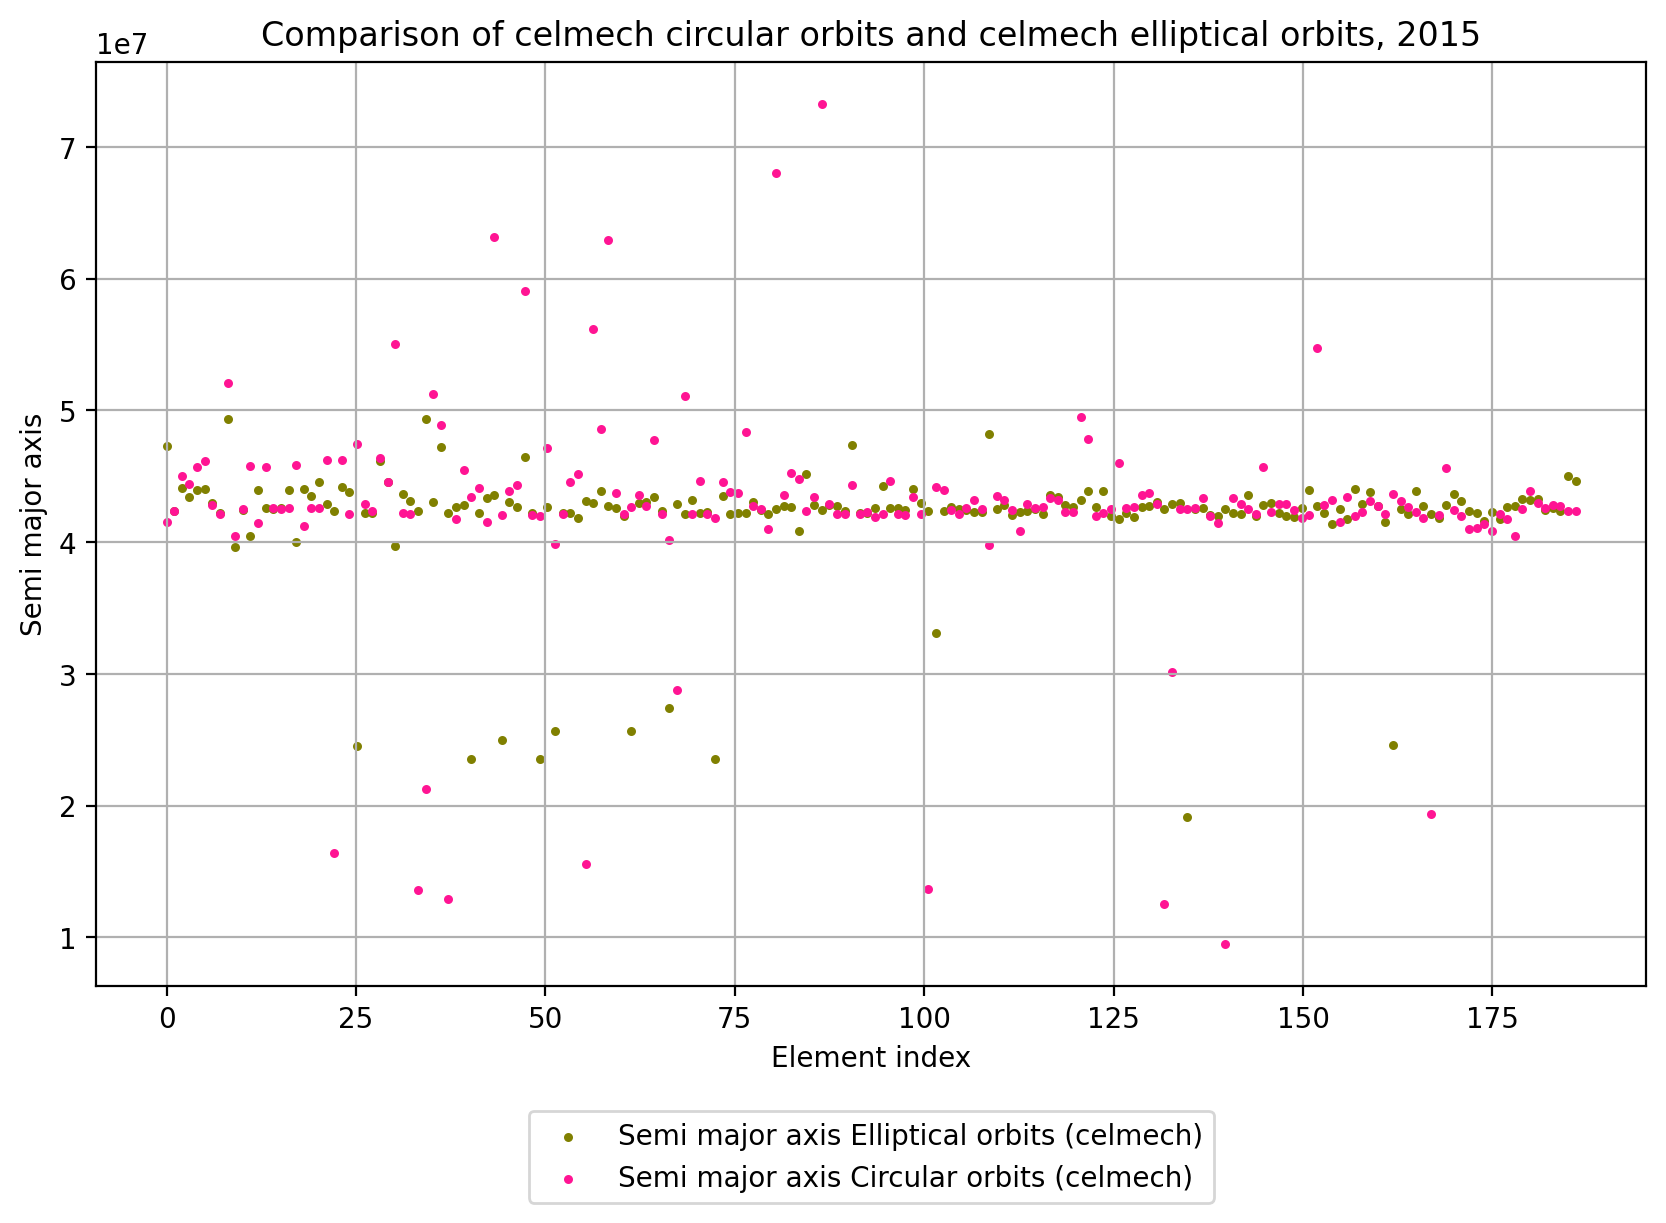 Comparison of celmech circular orbits and celmech elliptical orbits, 2015
1e7
7
6
5
4
3
2
1
Semi major axis
0 25 50 75 100 125 150 175
Element index
Semi major axis Elliptical orbits (celmech)
Semi major axis Circular orbits (celmech)